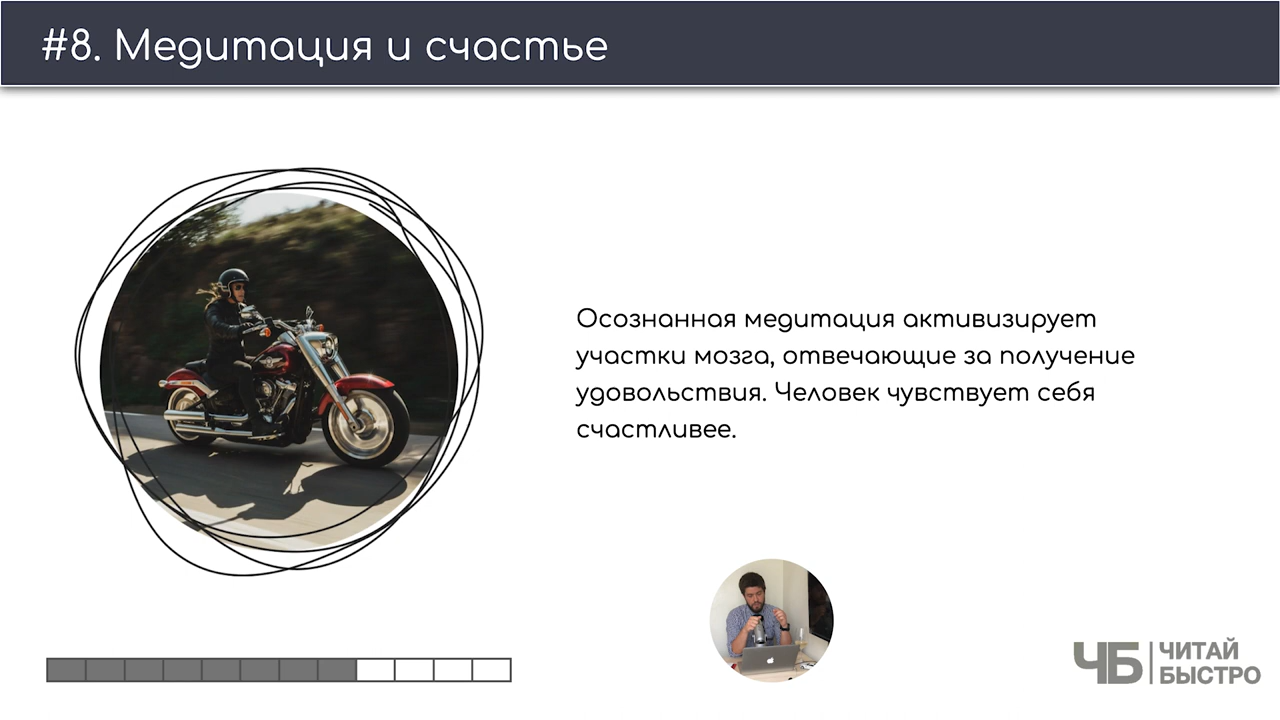 #8. Медитация и счастье
Осознанная медитация активизирует
участки мозга, отвечающие за получение
удовольствия. Человек чувствует себя
счастливее.
ЧБ
ЧИТАЙ
БЫСТРО